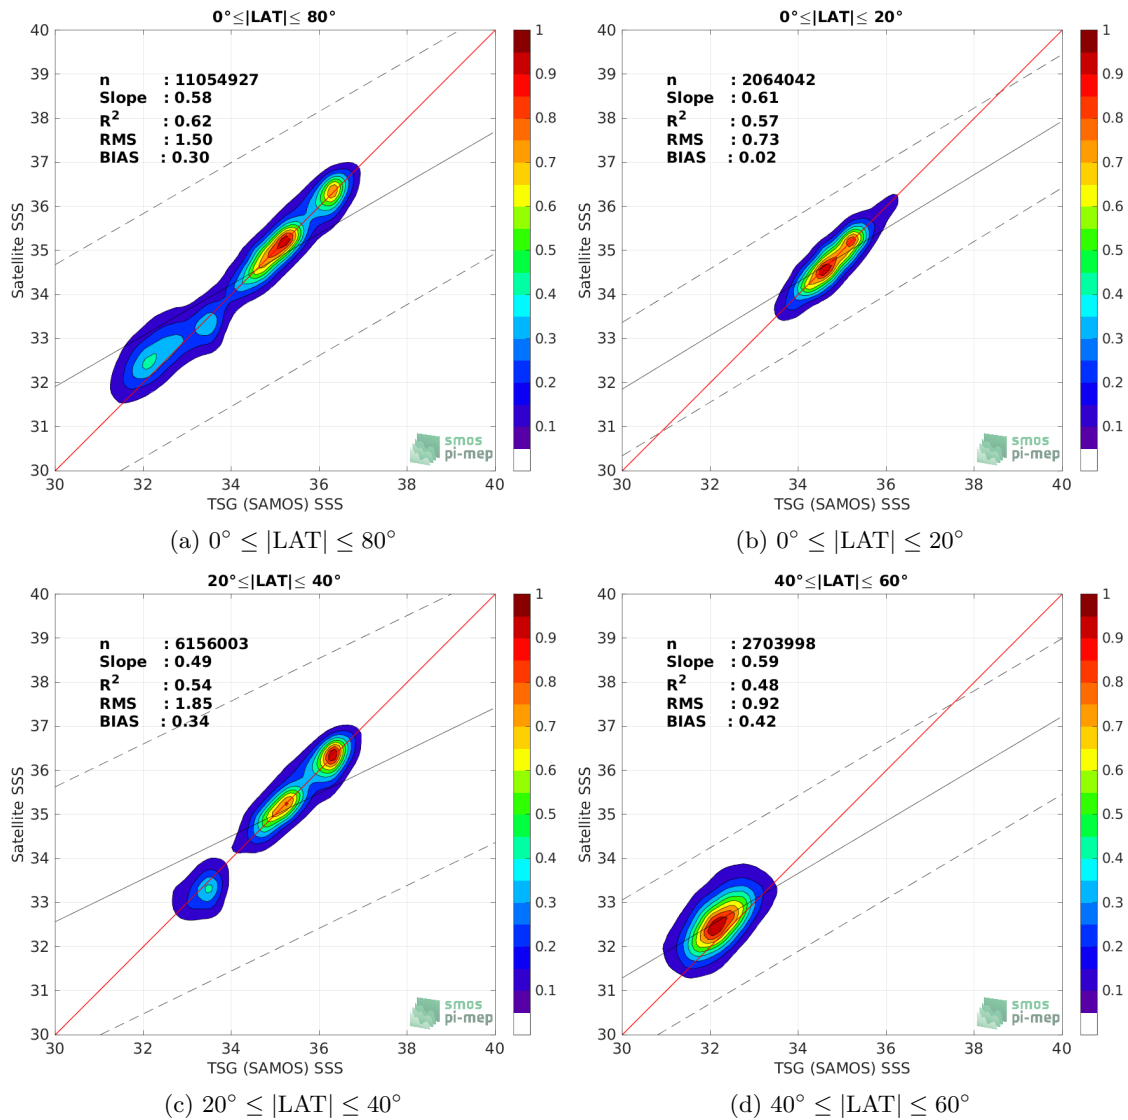 0°≤|LAT|≤ 80°
n : 11054927
Slope : 0.58
R2 : 0.62
RMS : 1.50
BIAS : 0.30
Satellite SSS
40
39
38
37
36
35
34
33
32
31
30
30 32 34 36 38 40
TSG (SAMOS) SSS
1
0.9
0.8
0.7
0.6
0.5
0.4
0.3
0.2
0.1
smos
pi-mep
(a) 0° ≤ |LAT| ≤ 80°
0°≤|LAT|≤ 20°
n : 2064042
Slope : 0.61
R2 : 0.57
RMS : 0.73
BIAS : 0.02
Satellite SSS
40
39
38
37
36
35
34
33
32
31
30
30 32 34 36 38 40
TSG (SAMOS) SSS
1
0.9
0.8
0.7
0.6
0.5
0.4
0.3
0.2
0.1
smos
pi-mep
(b) 0° ≤ |LAT| ≤ 20°
20°≤|LAT|≤ 40°
n : 6156003
Slope : 0.49
R2 : 0.54
RMS : 1.85
BIAS : 0.34
Satellite SSS
40
39
38
37
36
35
34
33
32
31
30
30 32 34 36 38 40
TSG (SAMOS) SSS
1
0.9
0.8
0.7
0.6
0.5
0.4
0.3
0.2
0.1
smos
pi-mep
(c) 20° ≤ |LAT| ≤ 40°
40°≤|LAT|≤ 60°
n : 2703998
Slope : 0.59
R2 : 0.48
RMS : 0.92
BIAS : 0.42
Satellite SSS
40
39
38
37
36
35
34
33
32
31
30
30 32 34 36 38 40
TSG (SAMOS) SSS
1
0.9
0.8
0.7
0.6
0.5
0.4
0.3
0.2
0.1
smos
pi-mep
(d) 40° ≤ |LAT| ≤ 60°